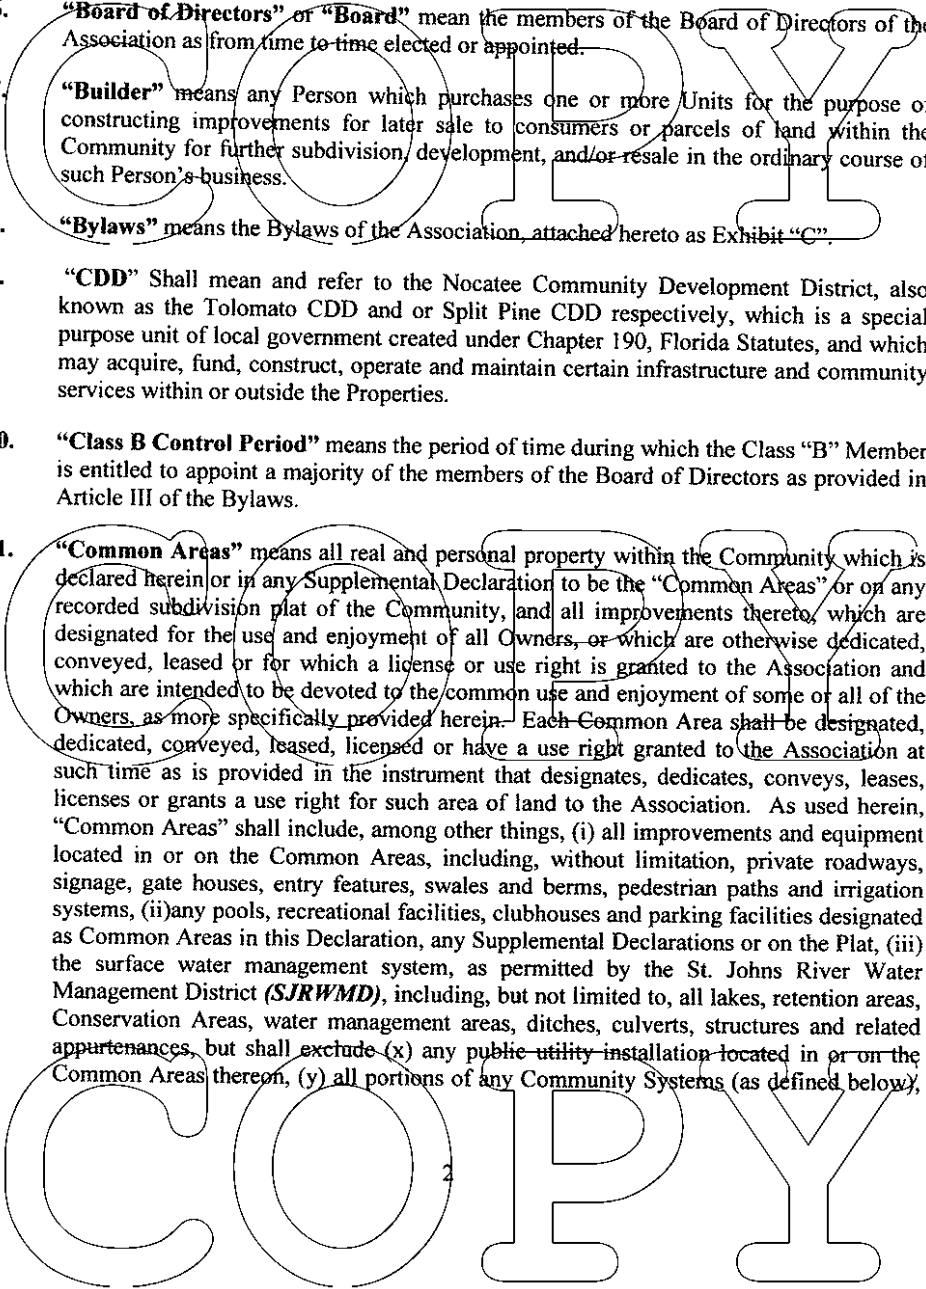 "Board of Directors" or "Board" mean the members of the Board of Directors of the
Association as from time to time elected or appointed.
"Builder" means any Person which purchases one or more Units for the purpose of
constructing improvements for later sale to consumers or parcels of land within the
Community for further subdivision, development, and/or resale in the ordinary course of
such Person's business.
"Bylaws" means the Bylaws of the Association, attached hereto as Exhibit "C".
"CDD" Shall mean and refer to the Nocatee Community Development District, also
known as the Tolomato CDD and or Split Pine CDD respectively, which is a special
purpose unit of local government created under Chapter 190, Florida Statutes, and which
may acquire, fund, construct, operate and maintain certain infrastructure and community
services within or outside the Properties.
0. "Class B Control Period" means the period of time during which the Class "B" Member
is entitled to appoint a majority of the members of the Board of Directors as provided in
Article III of the Bylaws.
1. "Common Areas" means all real and personal property within the Community which is
declared herein or in any Supplemental Declaration to be the "Common Areas" or on any
recorded subdivision plat of the Community, and all improvements thereto, which are
designated for the use and enjoyment of all Owners, or which are otherwise dedicated,
conveyed, leased or for which a license or use right is granted to the Association and
which are intended to be devoted to the common use and enjoyment of some or all of the
Owners, as more specifically provided herein. Each Common Area shall be designated,
dedicated, conveyed, leased, licensed or have a use right granted to the Association at
such time as is provided in the instrument that designates, dedicates, conveys, leases,
licenses or grants a use right for such area of land to the Association. As used herein,
"Common Areas" shall include, among other things, (i) all improvements and equipment
located in or on the Common Areas, including, without limitation, private roadways,
signage, gate houses, entry features, swales and berms, pedestrian paths and irrigation
systems, (ii)any pools, recreational facilities, clubhouses and parking facilities designated
as Common Areas in this Declaration, any Supplemental Declarations or on the Plat, (iii)
the surface water management system, as permitted by the St. Johns River Water
Management District (SJRWMD), including, but not limited to, all lakes, retention areas,
Conservation Areas, water management areas, ditches, culverts, structures and related
appurtenances, but shall exclude (x) any public utility installation located in or on the
Common Areas thereon, (y) all portions of any Community Systems (as defined below),
2
COPY
COPY
COPY